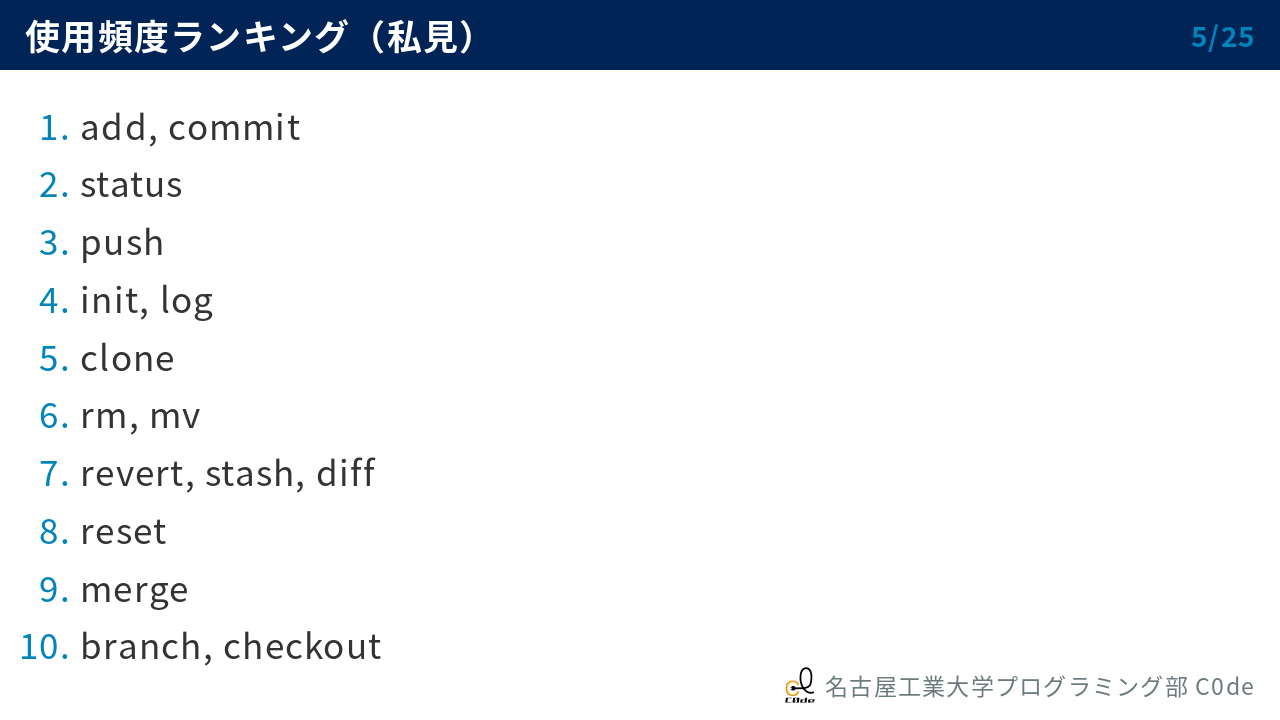 使用頻度ランキング（私見）
5/25
1. add, commit
2. status
3. push
4. init, log
5. clone
6. rm, mv
7. revert, stash, diff
8. reset
9. merge
10. branch, checkout
C0de
名古屋工業大学プログラミング部 C0de